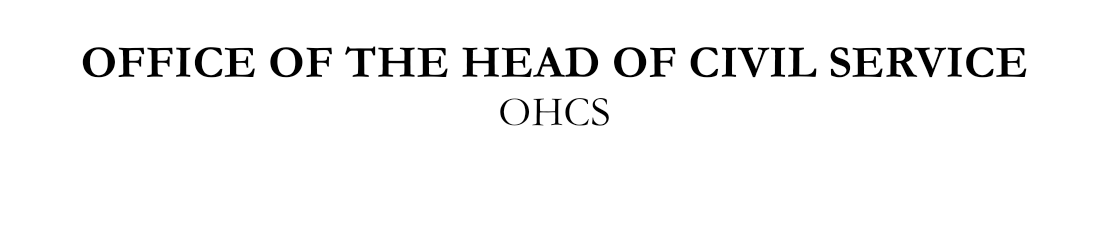 OFFICE OF THE HEAD OF CIVIL SERVICE
OHCS